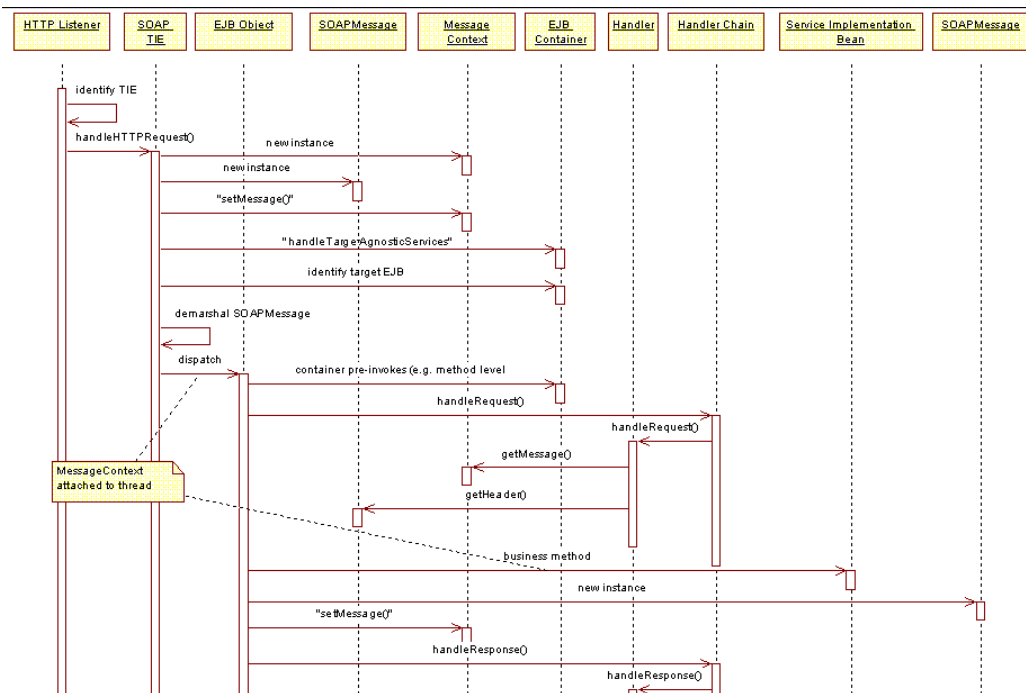 HTTP Listener
SOAP
TIE
EJB Object
SOAPMessage
Message
Context
EJB
Container
Handler
Handler Chain
Service Implementation
Bean
SOAPMessage
identify TIE
handleHTTPRequest()
new instance
new instance
"setMessage()"
"handleTargerAgnosticServices"
identify target EJB
demarshal SOAPMessage
dispatch
container pre-invokes (e.g. method level
handleRequest()
handleRequest()
getMessage()
MessageContext
attached to thread
getHeader()
business method
new instance
"setMessage()"
handleResponse()
handleResponse()